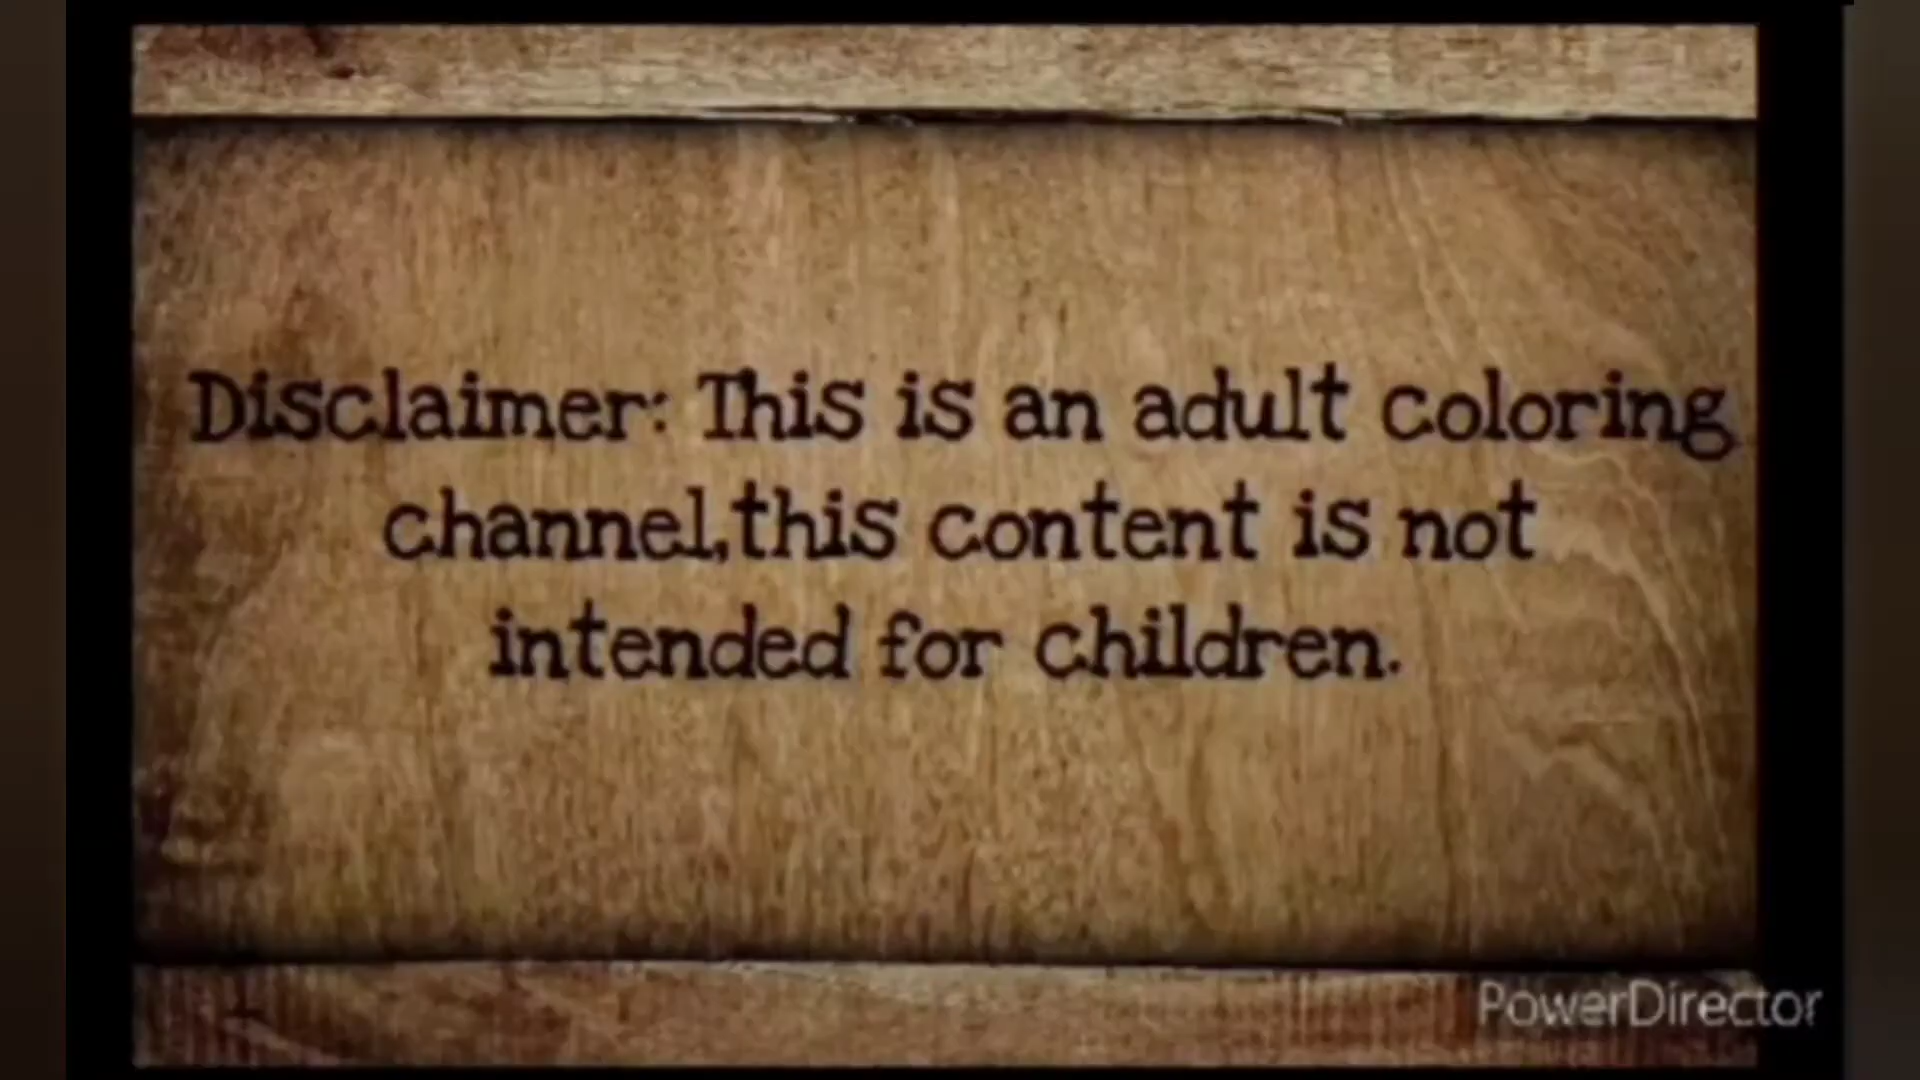 Disclaimer: This is an adult coloring
channel,this content is not
intended for children.
PowerDirector